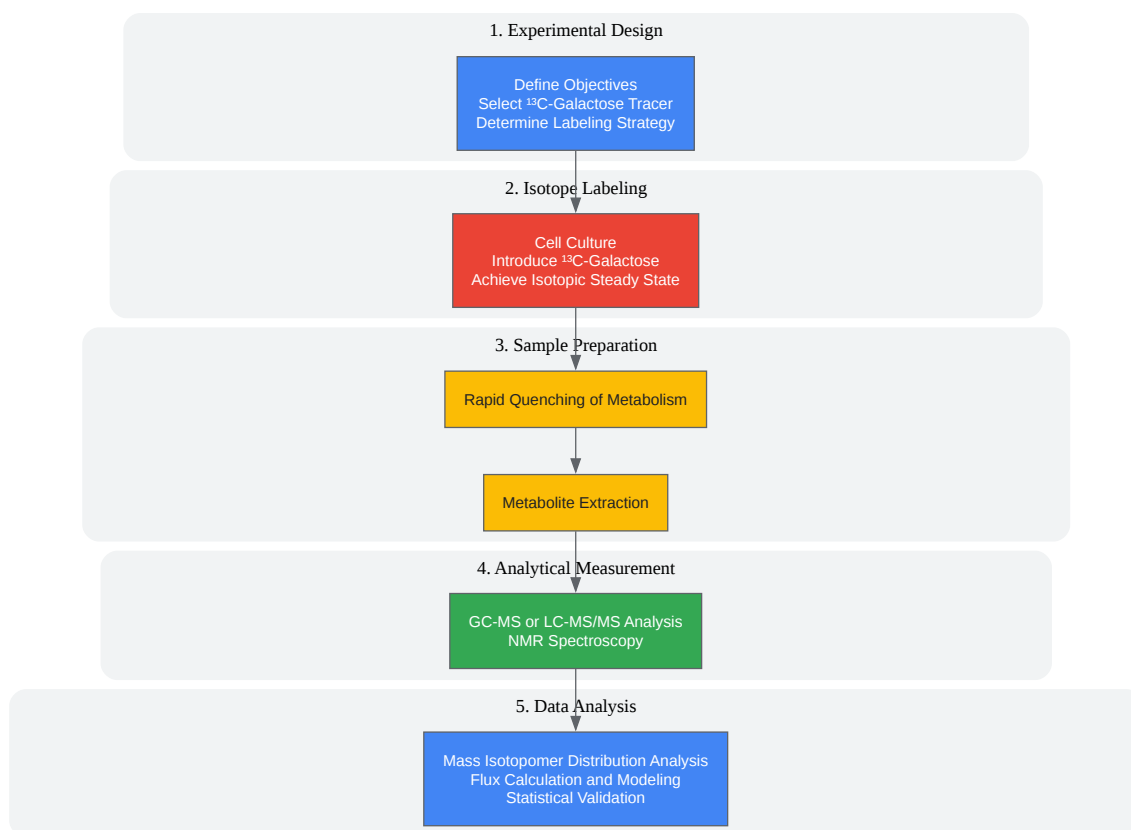 1. Experimental Design
Define Objectives
Select ¹³C-Galactose Tracer
Determine Labeling Strategy
2. Isotope Labeling
Cell Culture
Introduce ¹³C-Galactose
Achieve Isotopic Steady State
3. Sample Preparation
Rapid Quenching of Metabolism
Metabolite Extraction
4. Analytical Measurement
GC-MS or LC-MS/MS Analysis
NMR Spectroscopy
5. Data Analysis
Mass Isotopomer Distribution Analysis
Flux Calculation and Modeling
Statistical Validation